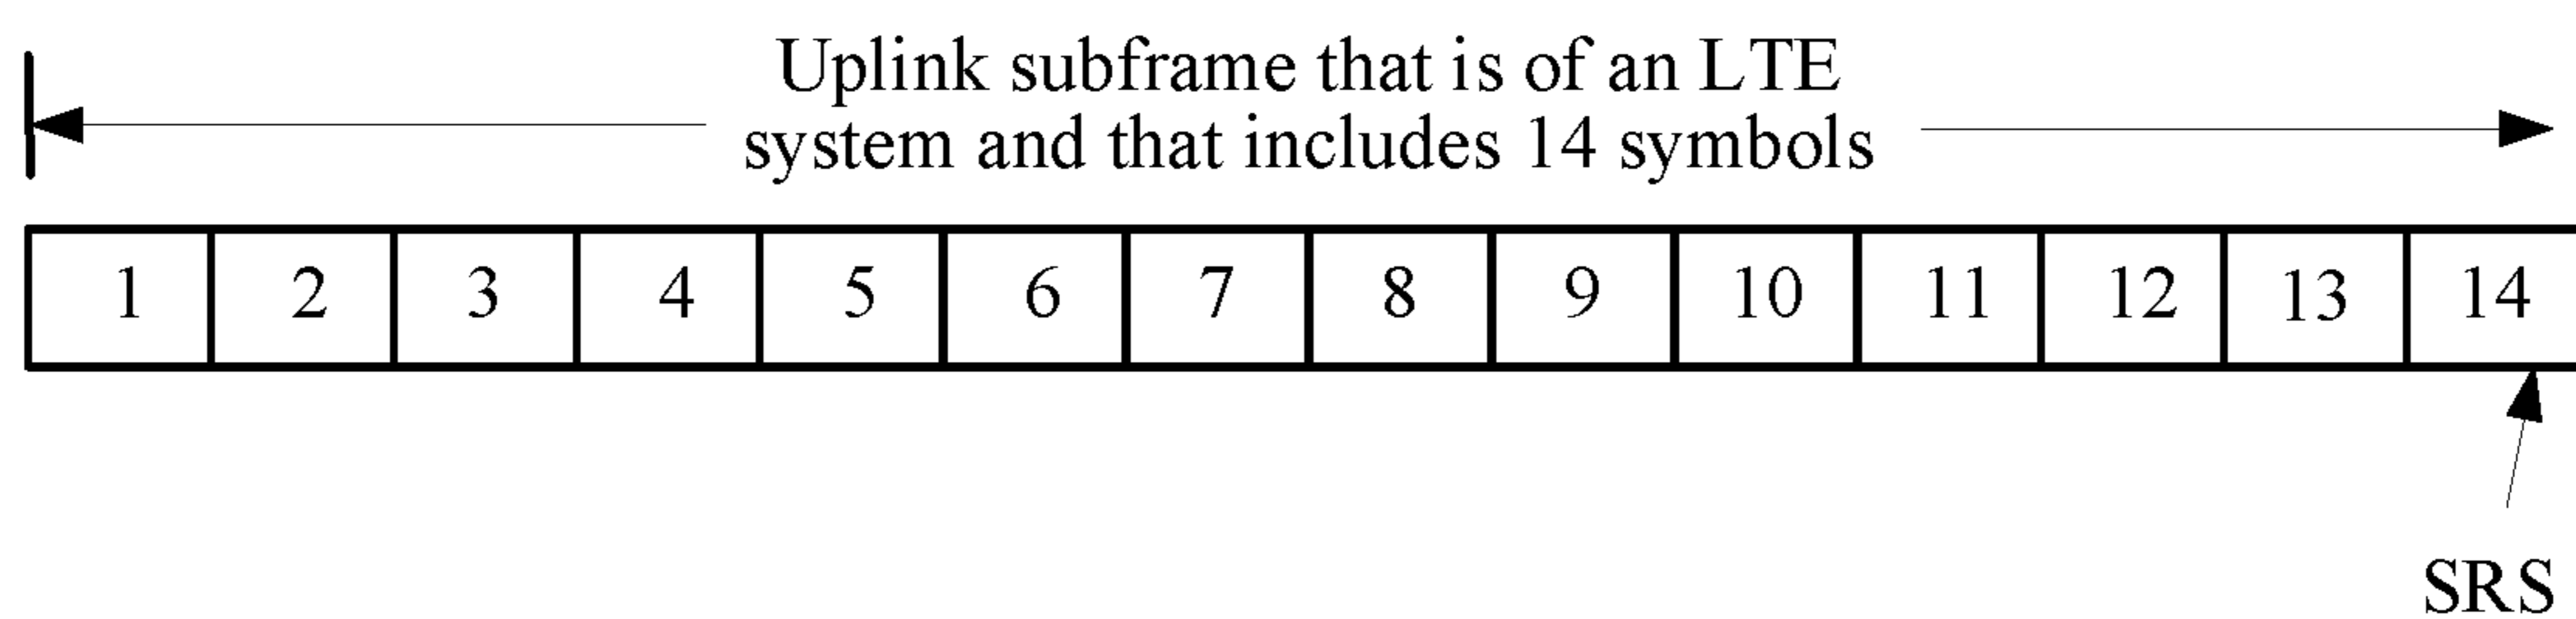 Uplink subframe that is of an LTE
system and that includes 14 symbols
1 2 3 4 5 6 7 8 9 10 11 12 13 14
SRS